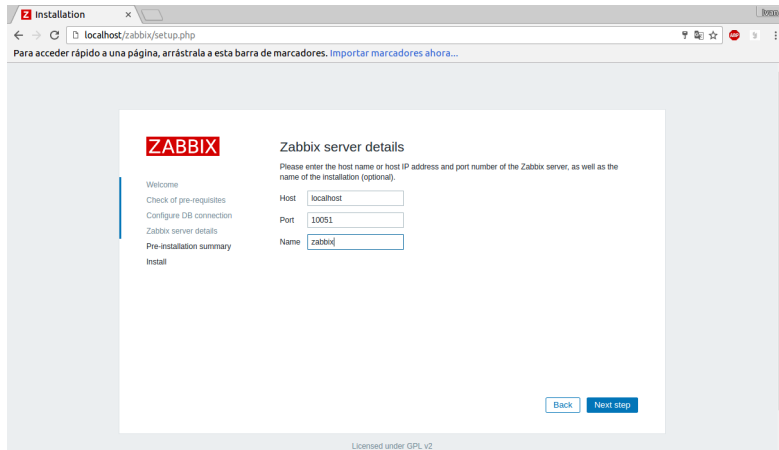 Z Installation
Ivan
localhost/zabbix/setup.php
ABP
Para acceder rápido a una página, arrástrala a esta barra de marcadores. Importar marcadores ahora...
ZABBIX
Welcome
Check of pre-requisites
Configure DB connection
Zabbix server details
Pre-installation summary
Install
Zabbix server details
Please enter the host name or host IP address and port number of the Zabbix server, as well as the
name of the installation (optional).
Host localhost
Port 10051
Name zabbix
Back Next step
Licensed under GPL v2